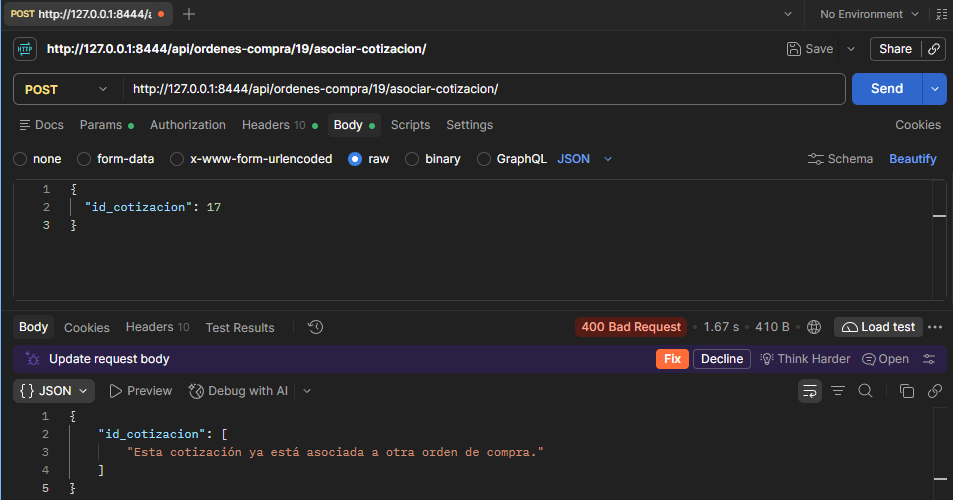 POST http://127.0.0.1:8444/a
No Environment
HTTP http://127.0.0.1:8444/api/ordenes-compra/19/asociar-cotizacion/
Save
Share
POST
http://127.0.0.1:8444/api/ordenes-compra/19/asociar-cotizacion/
Send
Docs Params Authorization Headers 10 Body Scripts Settings Cookies
none form-data x-www-form-urlencoded raw binary GraphQL JSON Schema Beautify
1 {
2 "id_cotizacion": 17
3 }
Body Cookies Headers 10 Test Results 400 Bad Request • 1.67 s • 410 B • Load test
Update request body Fix Decline Think Harder Open
{} JSON Preview Debug with AI
1 {
2 "id_cotizacion": [
3 "Esta cotización ya está asociada a otra orden de compra."
4 ]
5 }